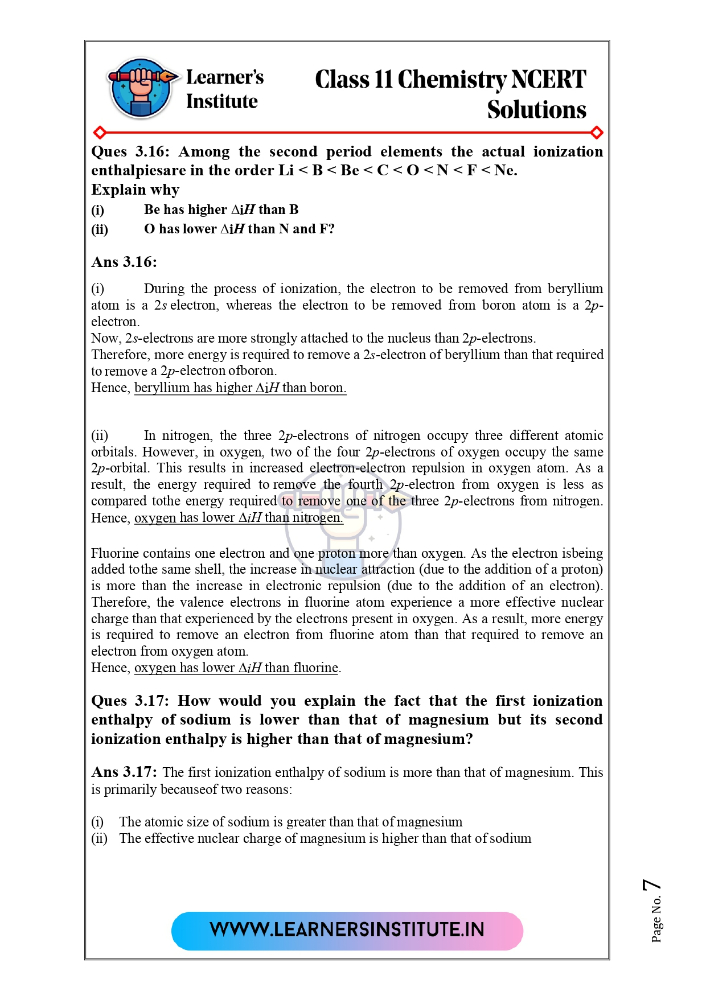 Learner's
Institute
Class 11 Chemistry NCERT
Solutions
Ques 3.16: Among the second period elements the actual ionization
enthalpiesare in the order Li < B < Be < C < O < N < F < Ne.
Explain why
(i) Be has higher ∆iH than B
(ii) O has lower ∆iH than N and F?
Ans 3.16:
(i) During the process of ionization, the electron to be removed from beryllium
atom is a 2s electron, whereas the electron to be removed from boron atom is a 2p-
electron.
Now, 2s-electrons are more strongly attached to the nucleus than 2p-electrons.
Therefore, more energy is required to remove a 2s-electron of beryllium than that required
to remove a 2p-electron ofboron.
Hence, beryllium has higher ∆iH than boron.
(ii) In nitrogen, the three 2p-electrons of nitrogen occupy three different atomic
orbitals. However, in oxygen, two of the four 2p-electrons of oxygen occupy the same
2p-orbital. This results in increased electron-electron repulsion in oxygen atom. As a
result, the energy required to remove the fourth 2p-electron from oxygen is less as
compared tothe energy required to remove one of the three 2p-electrons from nitrogen.
Hence, oxygen has lower ∆iH than nitrogen.
Fluorine contains one electron and one proton more than oxygen. As the electron isbeing
added to the same shell, the increase in nuclear attraction (due to the addition of a proton)
is more than the increase in electronic repulsion (due to the addition of an electron).
Therefore, the valence electrons in fluorine atom experience a more effective nuclear
charge than that experienced by the electrons present in oxygen. As a result, more energy
is required to remove an electron from fluorine atom than that required to remove an
electron from oxygen atom.
Hence, oxygen has lower ∆iH than fluorine.
Ques 3.17: How would you explain the fact that the first ionization
enthalpy of sodium is lower than that of magnesium but its second
ionization enthalpy is higher than that of magnesium?
Ans 3.17: The first ionization enthalpy of sodium is more than that of magnesium. This
is primarily becauseof two reasons:
(i) The atomic size of sodium is greater than that of magnesium
(ii) The effective nuclear charge of magnesium is higher than that of sodium
Page No. 7
WWW.LEARNERSINSTITUTE.IN